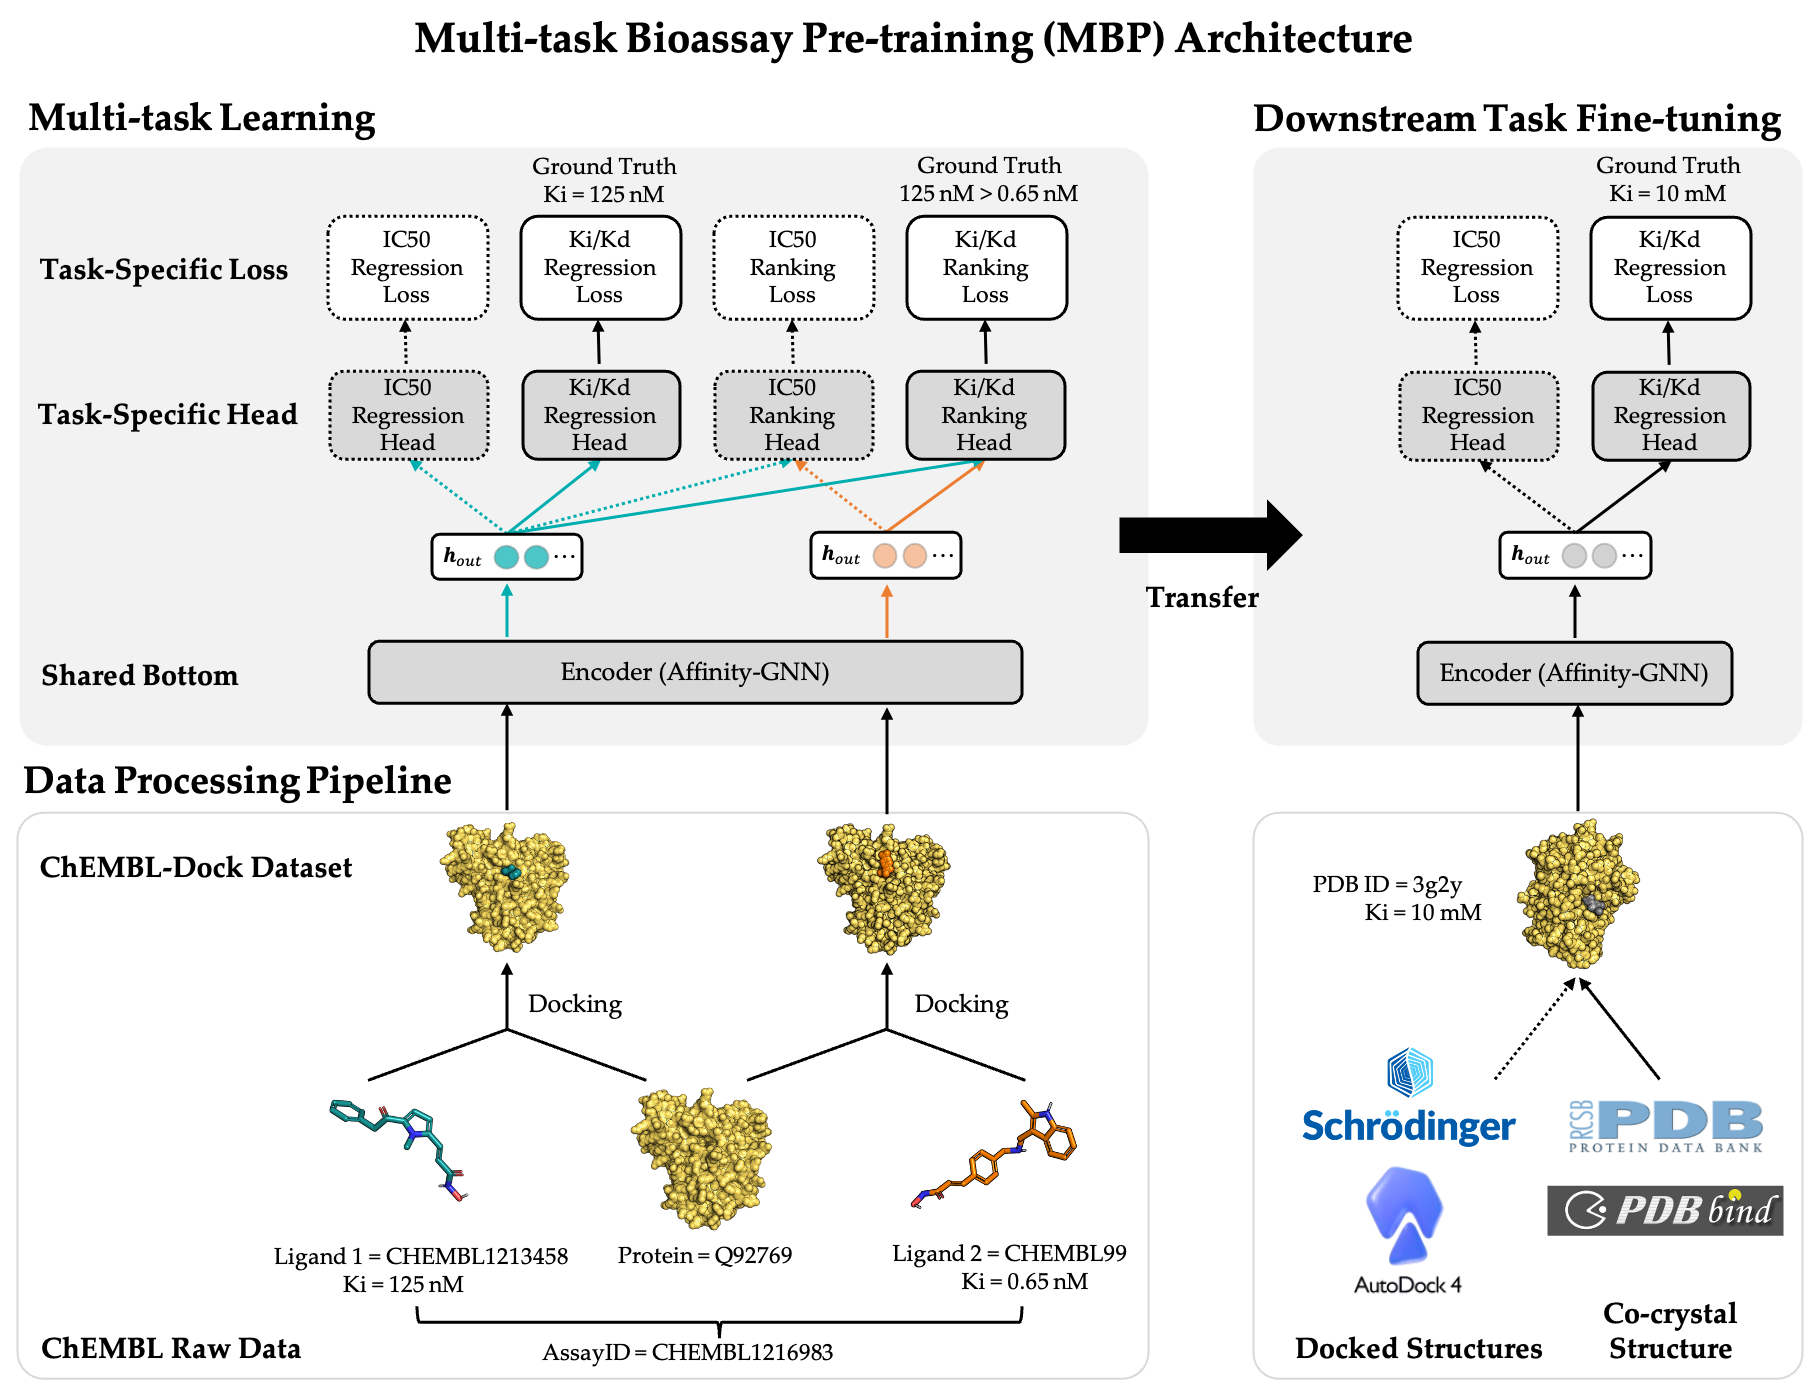 Multi-task Bioassay Pre-training (MBP) Architecture
Multi-task Learning
Ground Truth
Ki = 125 nM
Ground Truth
125 nM > 0.65 nM
Task-Specific Loss
IC50
Regression
Loss
Ki/Kd
Regression
Loss
IC50
Ranking
Loss
Ki/Kd
Ranking
Loss
Task-Specific Head
IC50
Regression
Head
Ki/Kd
Regression
Head
IC50
Ranking
Head
Ki/Kd
Ranking
Head
h_out ...
h_out ...
Shared Bottom
Encoder (Affinity-GNN)
Transfer
Downstream Task Fine-tuning
Ground Truth
Ki = 10 mM
IC50
Regression
Loss
Ki/Kd
Regression
Loss
IC50
Regression
Head
Ki/Kd
Regression
Head
h_out ...
Encoder (Affinity-GNN)
Data Processing Pipeline
ChEMBL-Dock Dataset
Docking
Docking
Ligand 1 = CHEMBL1213458
Ki = 125 nM
Protein = Q92769
Ligand 2 = CHEMBL99
Ki = 0.65 nM
ChEMBL Raw Data
AssayID = CHEMBL1216983
PDB ID = 3g2y
Ki = 10 mM
Schrödinger
RCSB
PDB
PROTEIN DATA BANK
AutoDock 4
PDB bind
Docked Structures
Co-crystal
Structure